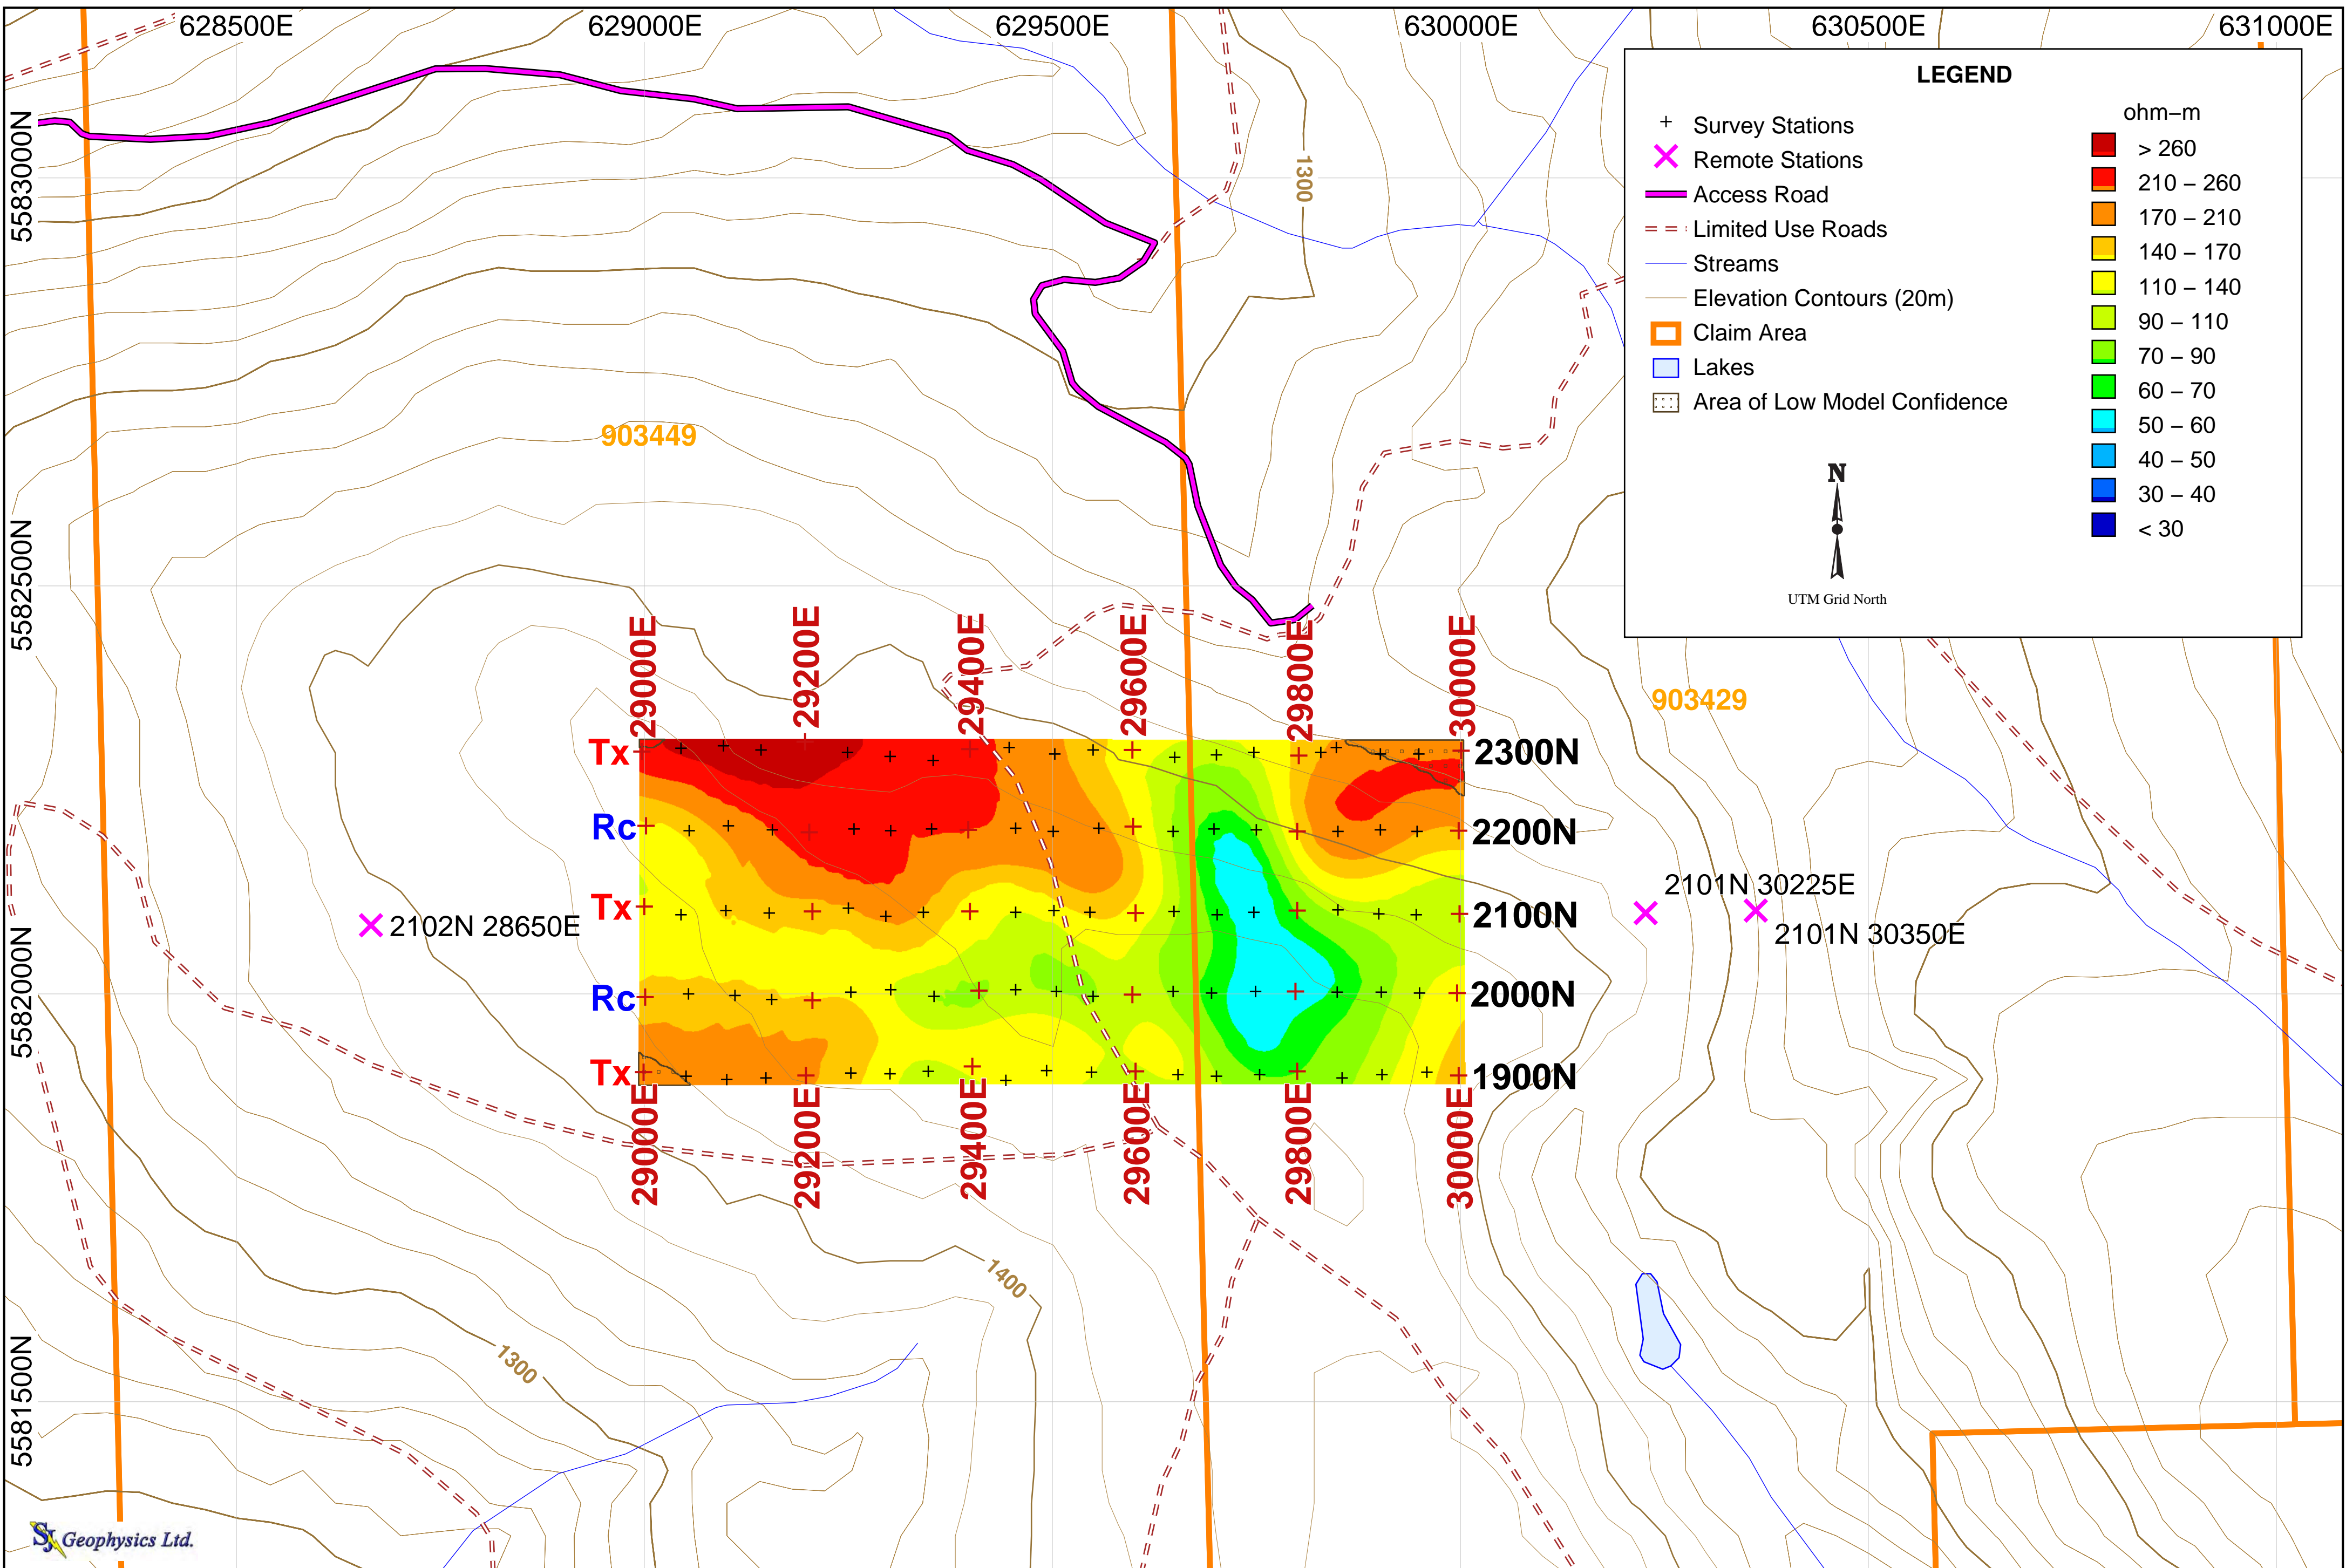 628500E 629000E 629500E 630000E 630500E 631000E
5583000N
5582500N
5582000N
5581500N
LEGEND
Survey Stations
Remote Stations
Access Road
Limited Use Roads
Streams
Elevation Contours (20m)
Claim Area
Lakes
Area of Low Model Confidence
ohm–m
> 260
210 – 260
170 – 210
140 – 170
110 – 140
90 – 110
70 – 90
60 – 70
50 – 60
40 – 50
30 – 40
< 30
N
UTM Grid North
1300
903449
903429
29000E 29200E 29400E 29600E 29800E 30000E
Tx 2300N
Rc 2200N
Tx 2100N
Rc 2000N
Tx 1900N
2102N 28650E
2101N 30225E
2101N 30350E
29000E 29200E 29400E 29600E 29800E 30000E
1400
1300
SJ Geophysics Ltd.